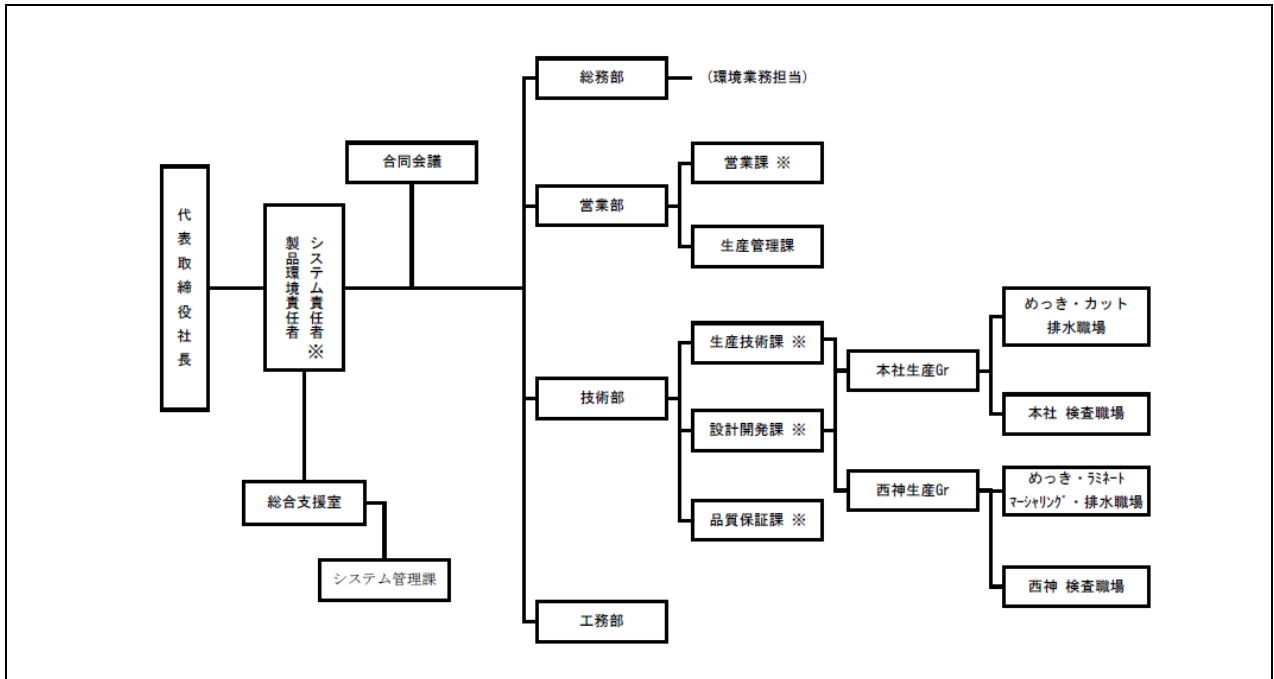 代表取締役社長
システム責任者※
製品環境責任者
合同会議
総合支援室
システム管理課
総務部
(環境業務担当)
営業部
営業課 ※
生産管理課
技術部
生産技術課 ※
設計開発課 ※
品質保証課 ※
工務部
本社生産Gr
西神生産Gr
めっき・カット
排水職場
本社 検査職場
めっき・ﾗﾐﾈｰﾄ
ﾏｰｼｬﾘﾝｸﾞ・排水職場
西神 検査職場